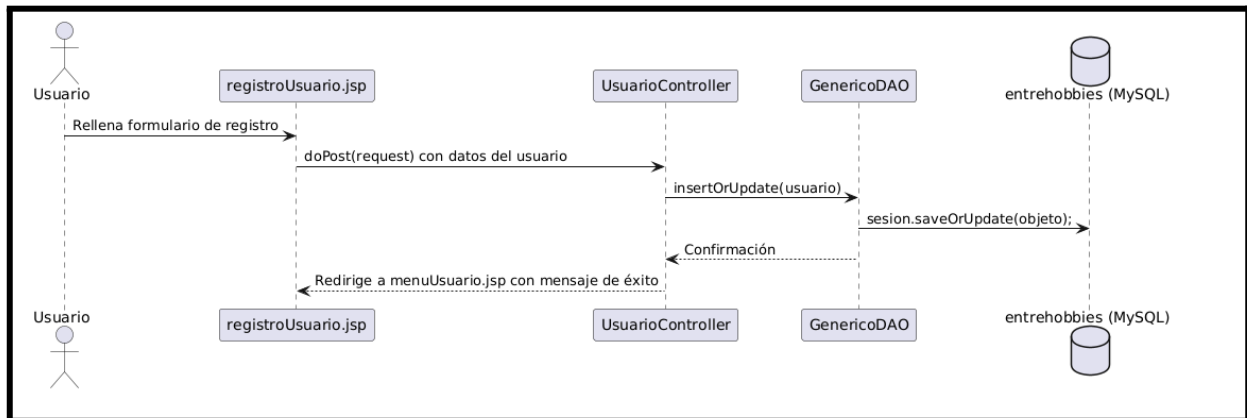 Usuario
registroUsuario.jsp
UsuarioController
GenericoDAO
entrehobbies (MySQL)
Rellena formulario de registro
doPost(request) con datos del usuario
insertOrUpdate(usuario)
sesion.saveOrUpdate(objeto);
Confirmación
Redirige a menuUsuario.jsp con mensaje de éxito
Usuario
registroUsuario.jsp
UsuarioController
GenericoDAO
entrehobbies (MySQL)